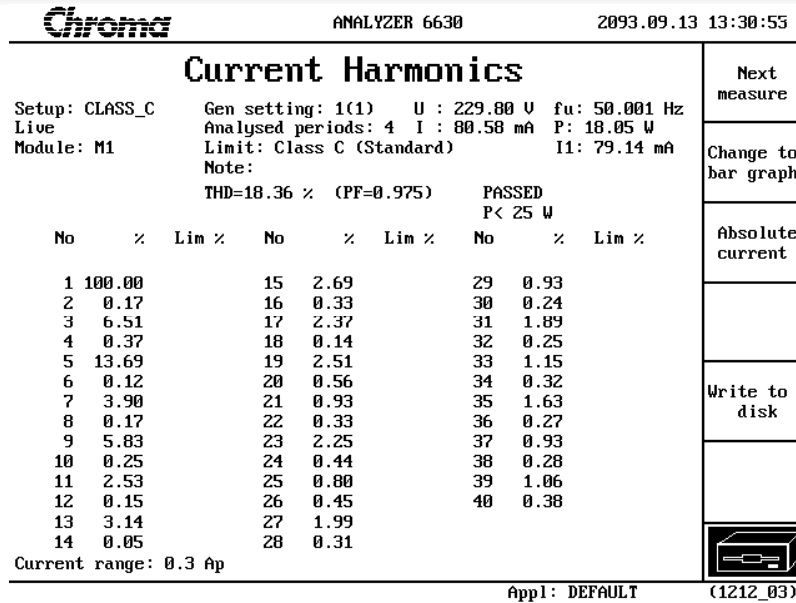 Chroma ANALYZER 6630 2093.09.13 13:30:55
Current Harmonics
Setup: CLASS_C Gen setting: 1(1) U : 229.80 V fu: 50.001 Hz
Live Analysed periods: 4 I : 80.58 mA P: 18.05 W
Module: M1 Limit: Class C (Standard) I1: 79.14 mA
Note:
THD=18.36 % (PF=0.975) PASSED
P< 25 W
No % Lim % No % Lim % No % Lim %
1 100.00 15 2.69 29 0.93
2 0.17 16 0.33 30 0.24
3 6.51 17 2.37 31 1.89
4 0.37 18 0.14 32 0.25
5 13.69 19 2.51 33 1.15
6 0.12 20 0.56 34 0.32
7 3.90 21 0.93 35 1.63
8 0.17 22 0.33 36 0.27
9 5.83 23 2.25 37 0.93
10 0.25 24 0.44 38 0.28
11 2.53 25 0.80 39 1.06
12 0.15 26 0.45 40 0.38
13 3.14 27 1.99
14 0.05 28 0.31
Current range: 0.3 Ap
Appl: DEFAULT (1212_03)
Next
measure
Change to
bar graph
Absolute
current
Write to
disk